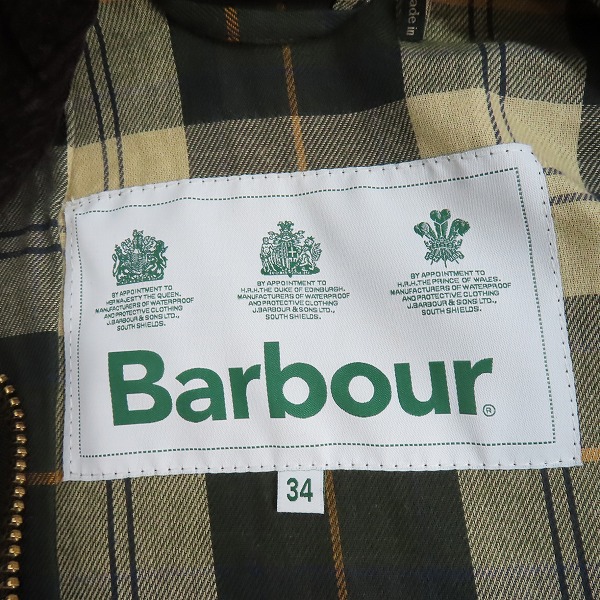 Made in
BY APPOINTMENT TO
HER MAJESTY THE QUEEN.
MANUFACTURERS OF WATERPROOF
AND PROTECTIVE CLOTHING
J.BARBOUR & SONS LTD.,
SOUTH SHIELDS.
BY APPOINTMENT TO
H.R.H. THE DUKE OF EDINBURGH.
MANUFACTURERS OF WATERPROOF
AND PROTECTIVE CLOTHING
J.BARBOUR & SONS LTD.,
SOUTH SHIELDS.
BY APPOINTMENT TO
H.R.H. THE PRINCE OF WALES.
MANUFACTURERS OF WATERPROOF
AND PROTECTIVE CLOTHING
J.BARBOUR & SONS LTD.,
SOUTH SHIELDS.
Barbour®
34